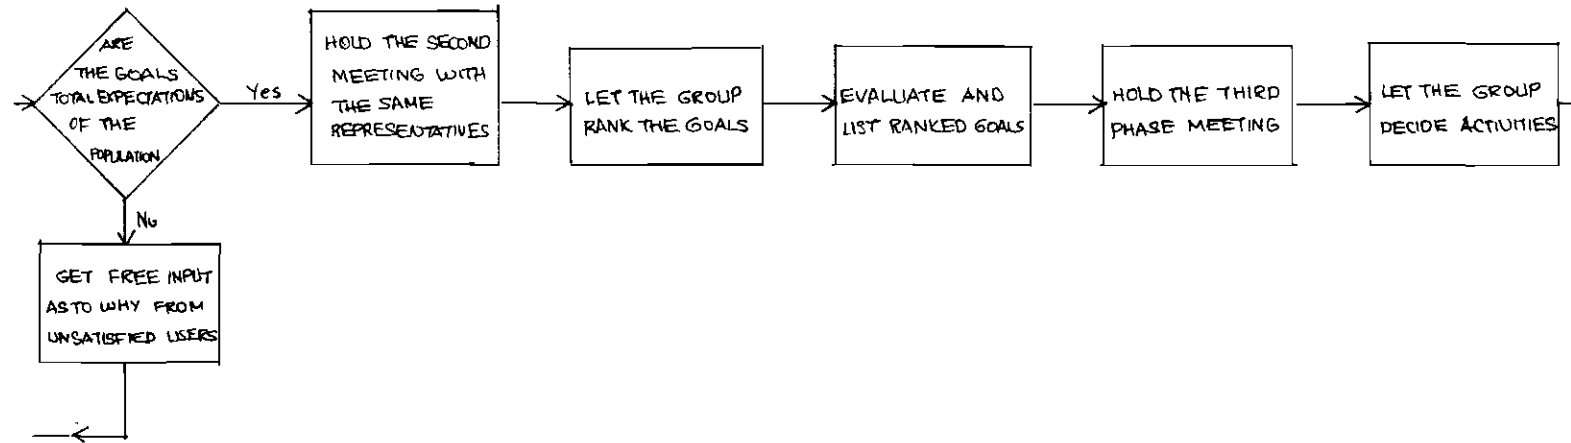 ARE
THE GOALS
TOTAL EXPECTATIONS
OF THE
POPULATION
Yes
HOLD THE SECOND
MEETING WITH
THE SAME
REPRESENTATIVES
LET THE GROUP
RANK THE GOALS
EVALUATE AND
LIST RANKED GOALS
HOLD THE THIRD
PHASE MEETING
LET THE GROUP
DECIDE ACTIVITIES
No
GET FREE INPUT
AS TO WHY FROM
UNSATISFIED USERS